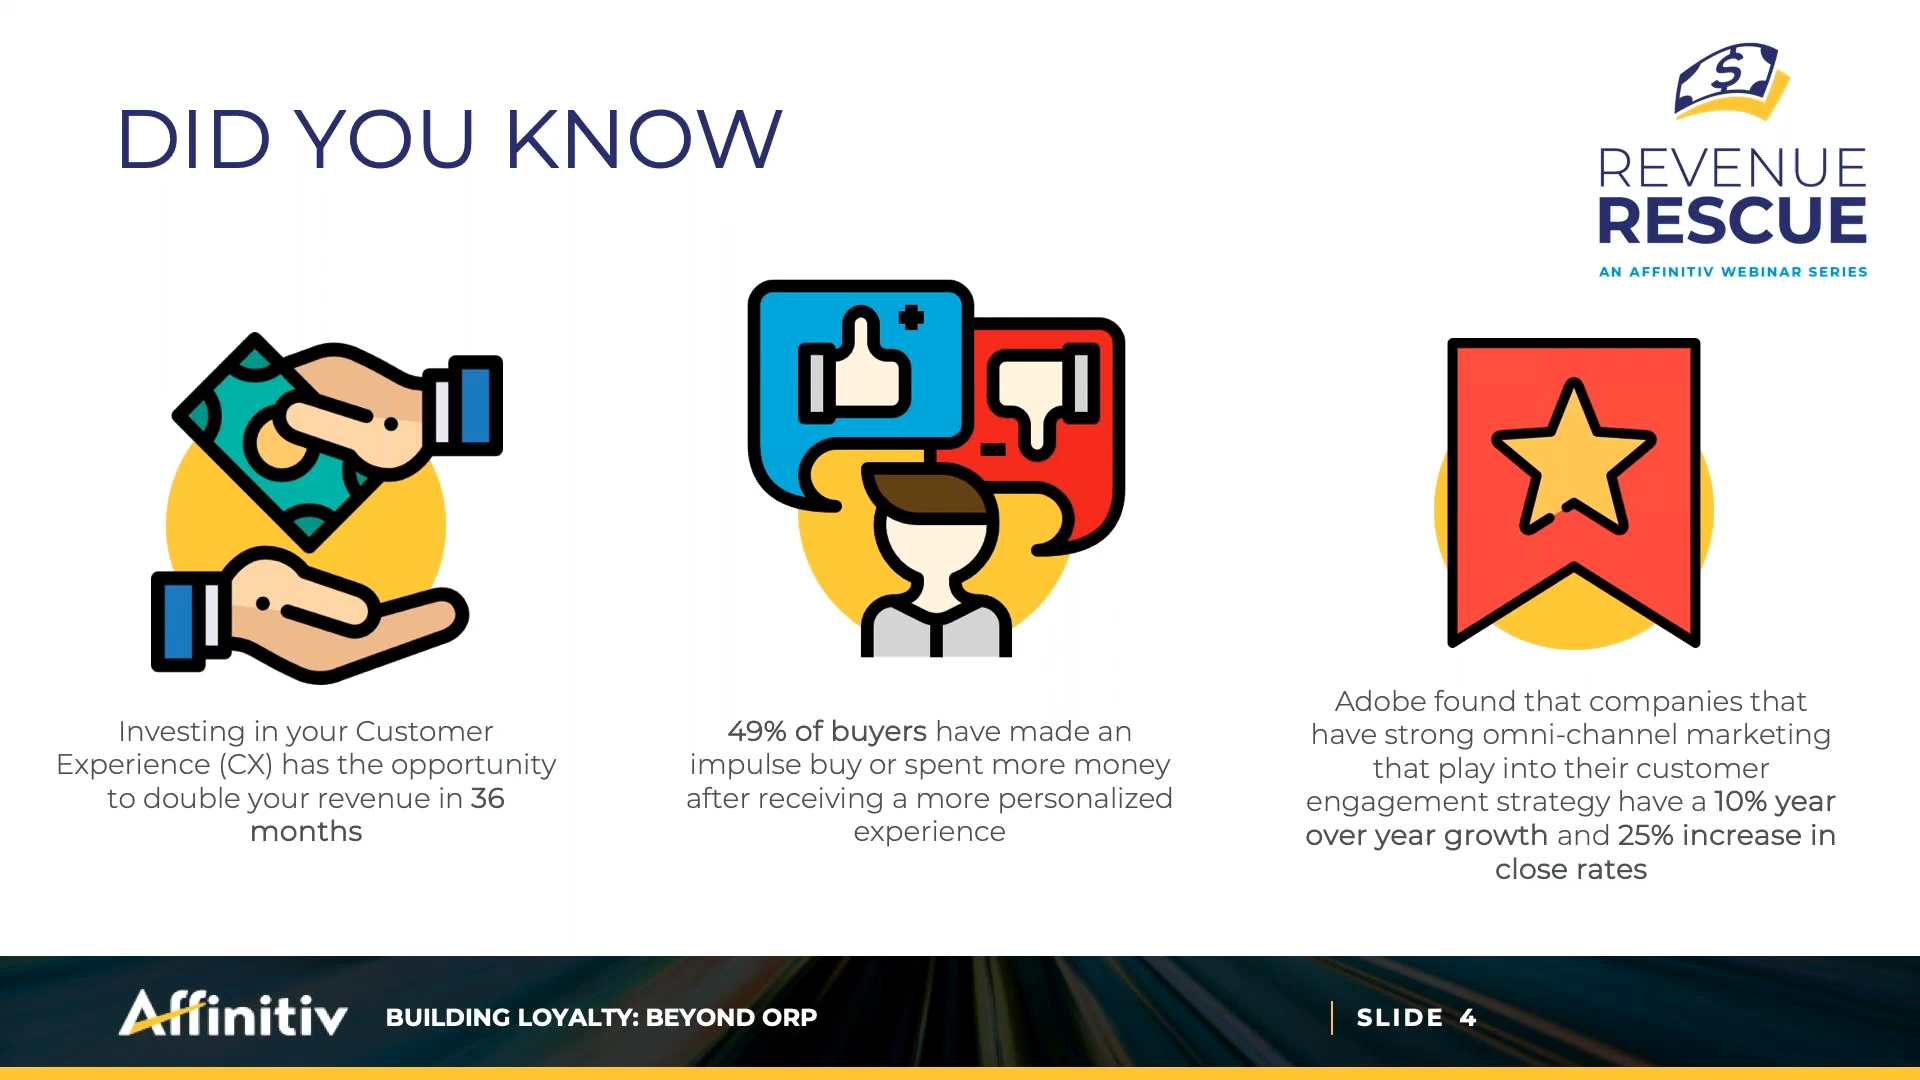 DID YOU KNOW
$
REVENUE
RESCUE
AN AFFINITIV WEBINAR SERIES
Investing in your Customer
Experience (CX) has the opportunity
to double your revenue in 36
months
49% of buyers have made an
impulse buy or spent more money
after receiving a more personalized
experience
Adobe found that companies that
have strong omni-channel marketing
that play into their customer
engagement strategy have a 10% year
over year growth and 25% increase in
close rates
Affinitiv
BUILDING LOYALTY: BEYOND ORP
SLIDE 4